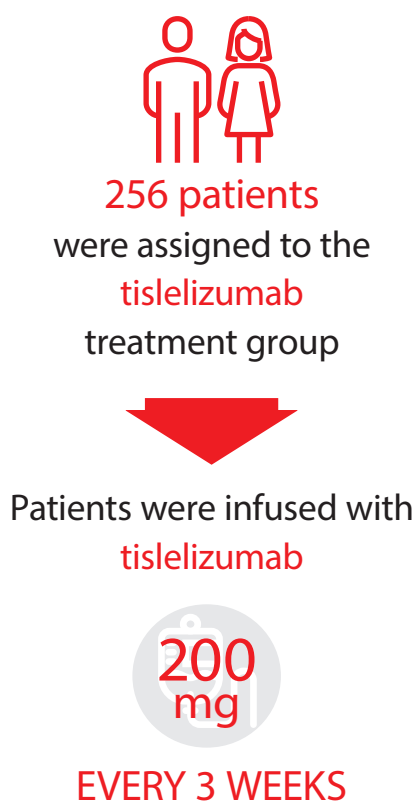 256 patients
were assigned to the
tislelizumab
treatment group
Patients were infused with
tislelizumab
200
mg
EVERY 3 WEEKS